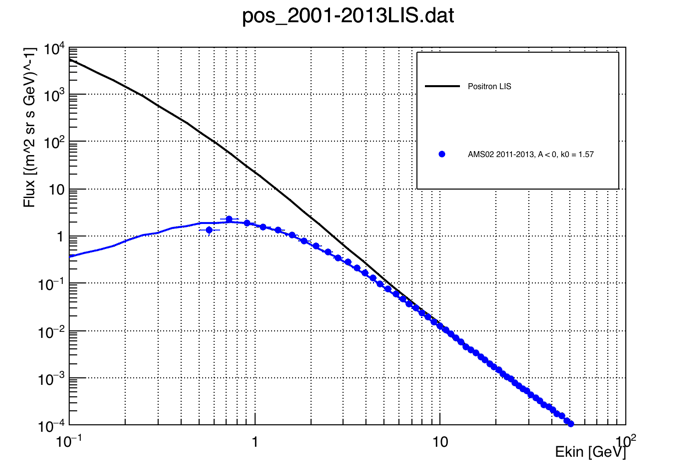 pos_2001-2013LIS.dat
Flux [(m^2 sr s GeV)^-1]
10^4
10^3
10^2
10
1
10^−1
10^−2
10^−3
10^−4
Positron LIS
AMS02 2011-2013, A < 0, k0 = 1.57
10^−1
1
10
10^2
Ekin [GeV]